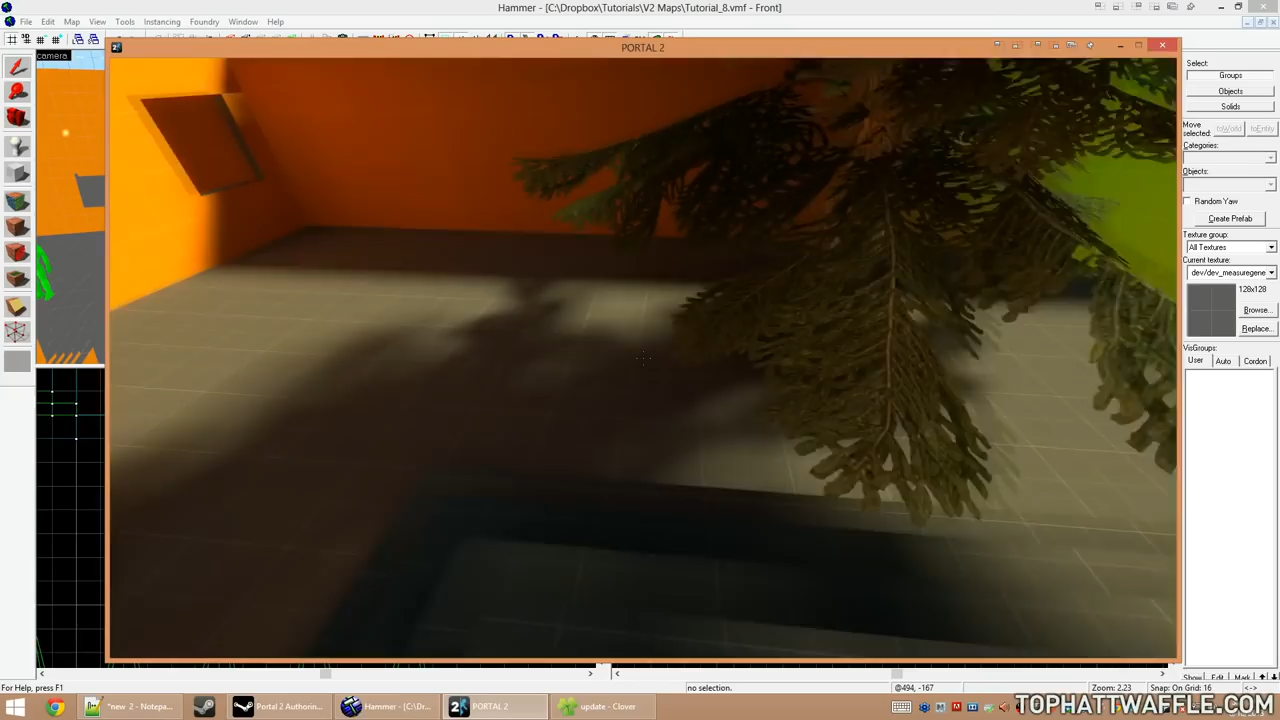 Hammer - [C:\Dropbox\Tutorials\V2 Maps\Tutorial_8.vmf - Front]
File Edit Map View Tools Instancing Foundry Window Help
camera
PORTAL 2
Select:
Groups
Objects
Solids
Move selected:
toWorld
toEntity
Categories:
Objects:
Random Yaw
Create Prefab
Texture group:
All Textures
Current texture:
dev/dev_measuregene
128x128
Browse...
Replace...
VisGroups:
User Auto Cordon
Show Edit Mark
For Help, press F1
no selection.
@494, -167
Zoom: 2.23
Snap: On Grid: 16
<->
*new 2 - Notepa...
Portal 2 Authorin...
Hammer - [C:\Dr...
PORTAL 2
update - Clover
TOPHATTWAFFLE.COM